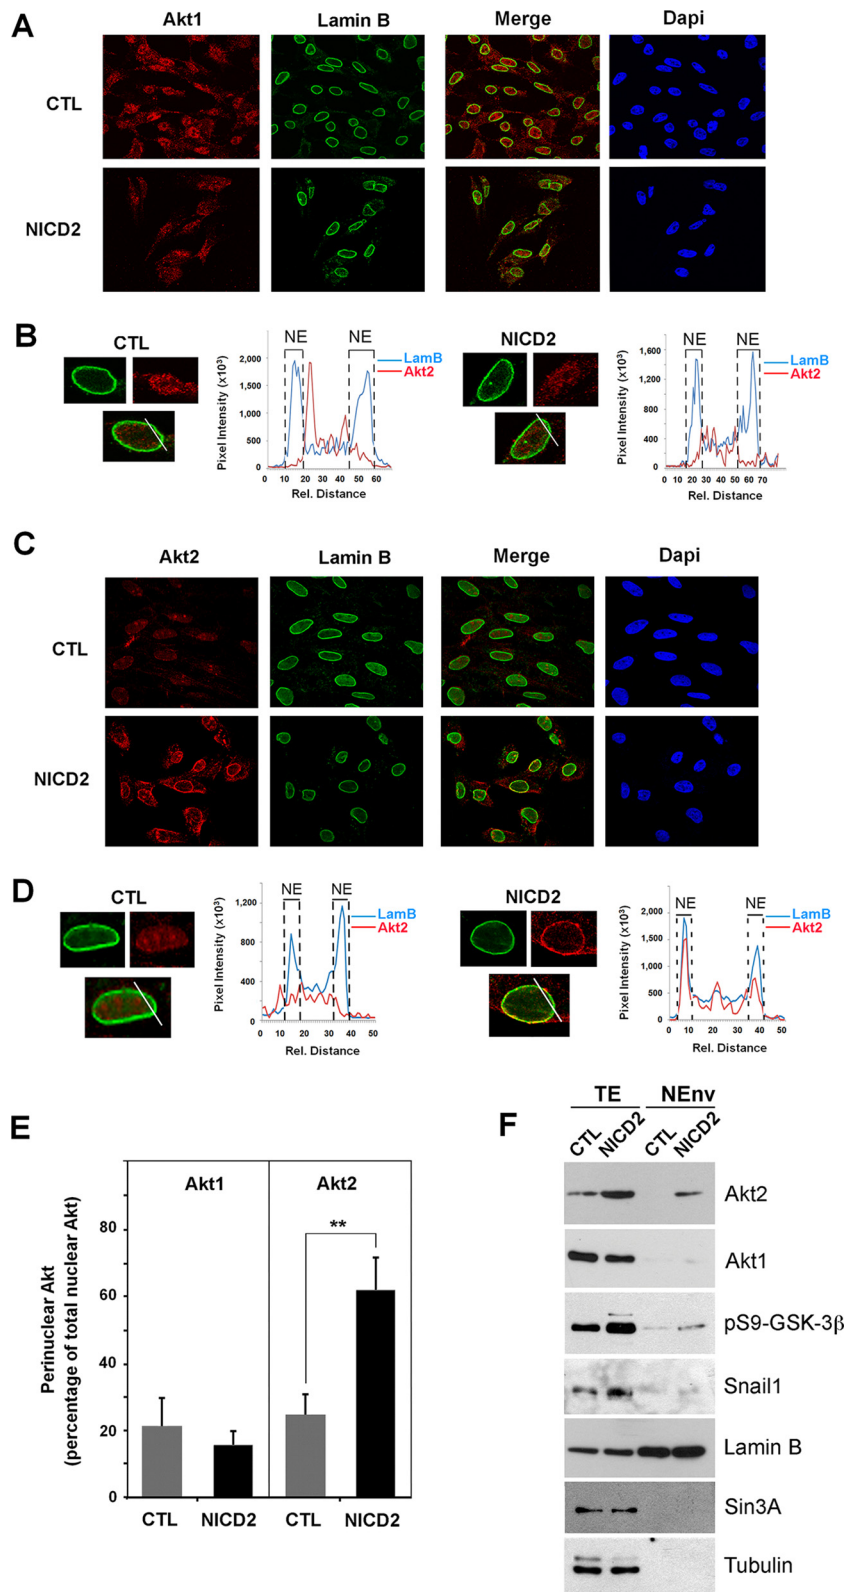 A
Akt1 Lamin B Merge Dapi
CTL
NICD2
B
CTL
NE NE
LamB
Akt2
Pixel Intensity (x10³)
2,000
1,500
1,000
500
0
0 10 20 30 40 50 60
Rel. Distance
NICD2
NE NE
LamB
Akt2
Pixel Intensity (x10³)
1,600
1,200
800
400
0
0 10 20 30 40 50 60 70
Rel. Distance
C
Akt2 Lamin B Merge Dapi
CTL
NICD2
D
CTL
NE NE
LamB
Akt2
Pixel Intensity (x10³)
1,200
800
400
0
0 10 20 30 40 50
Rel. Distance
NICD2
NE NE
LamB
Akt2
Pixel Intensity (x10³)
2,000
1,500
1,000
500
0
0 10 20 30 40 50
Rel. Distance
E
Perinuclear Akt
(percentage of total nuclear Akt)
80
60
40
20
0
Akt1 Akt2
**
CTL NICD2 CTL NICD2
F
TE NEnv
CTL NICD2 CTL NICD2
Akt2
Akt1
pS9-GSK-3β
Snail1
Lamin B
Sin3A
Tubulin